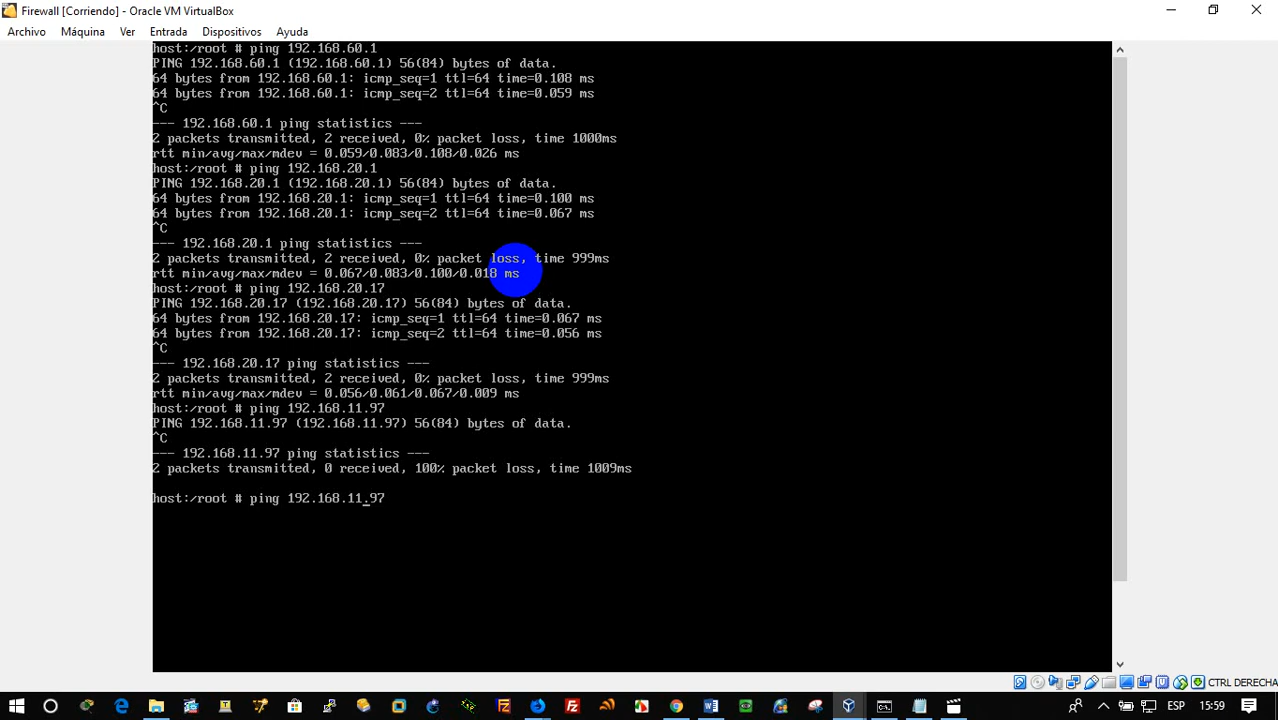 Firewall [Corriendo] - Oracle VM VirtualBox
Archivo Máquina Ver Entrada Dispositivos Ayuda
host:/root # ping 192.168.60.1
PING 192.168.60.1 (192.168.60.1) 56(84) bytes of data.
64 bytes from 192.168.60.1: icmp_seq=1 ttl=64 time=0.108 ms
64 bytes from 192.168.60.1: icmp_seq=2 ttl=64 time=0.059 ms
^C
--- 192.168.60.1 ping statistics ---
2 packets transmitted, 2 received, 0% packet loss, time 1000ms
rtt min/avg/max/mdev = 0.059/0.083/0.108/0.026 ms
host:/root # ping 192.168.20.1
PING 192.168.20.1 (192.168.20.1) 56(84) bytes of data.
64 bytes from 192.168.20.1: icmp_seq=1 ttl=64 time=0.100 ms
64 bytes from 192.168.20.1: icmp_seq=2 ttl=64 time=0.067 ms
^C
--- 192.168.20.1 ping statistics ---
2 packets transmitted, 2 received, 0% packet loss, time 999ms
rtt min/avg/max/mdev = 0.067/0.083/0.100/0.018 ms
host:/root # ping 192.168.20.17
PING 192.168.20.17 (192.168.20.17) 56(84) bytes of data.
64 bytes from 192.168.20.17: icmp_seq=1 ttl=64 time=0.067 ms
64 bytes from 192.168.20.17: icmp_seq=2 ttl=64 time=0.056 ms
^C
--- 192.168.20.17 ping statistics ---
2 packets transmitted, 2 received, 0% packet loss, time 999ms
rtt min/avg/max/mdev = 0.056/0.061/0.067/0.009 ms
host:/root # ping 192.168.11.97
PING 192.168.11.97 (192.168.11.97) 56(84) bytes of data.
^C
--- 192.168.11.97 ping statistics ---
2 packets transmitted, 0 received, 100% packet loss, time 1009ms
host:/root # ping 192.168.11.97
CTRL DERECHA
ESP 15:59